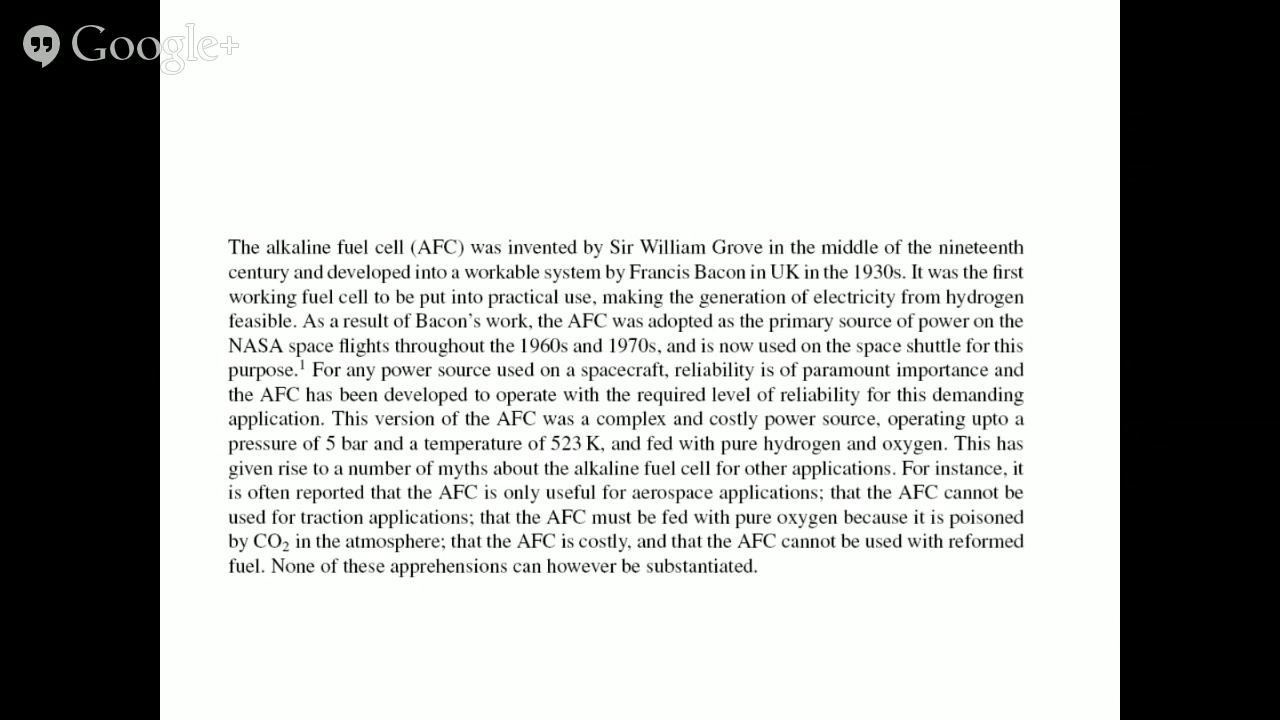 Google+
The alkaline fuel cell (AFC) was invented by Sir William Grove in the middle of the nineteenth
century and developed into a workable system by Francis Bacon in UK in the 1930s. It was the first
working fuel cell to be put into practical use, making the generation of electricity from hydrogen
feasible. As a result of Bacon's work, the AFC was adopted as the primary source of power on the
NASA space flights throughout the 1960s and 1970s, and is now used on the space shuttle for this
purpose.¹ For any power source used on a spacecraft, reliability is of paramount importance and
the AFC has been developed to operate with the required level of reliability for this demanding
application. This version of the AFC was a complex and costly power source, operating upto a
pressure of 5 bar and a temperature of 523 K, and fed with pure hydrogen and oxygen. This has
given rise to a number of myths about the alkaline fuel cell for other applications. For instance, it
is often reported that the AFC is only useful for aerospace applications; that the AFC cannot be
used for traction applications; that the AFC must be fed with pure oxygen because it is poisoned
by CO₂ in the atmosphere; that the AFC is costly, and that the AFC cannot be used with reformed
fuel. None of these apprehensions can however be substantiated.